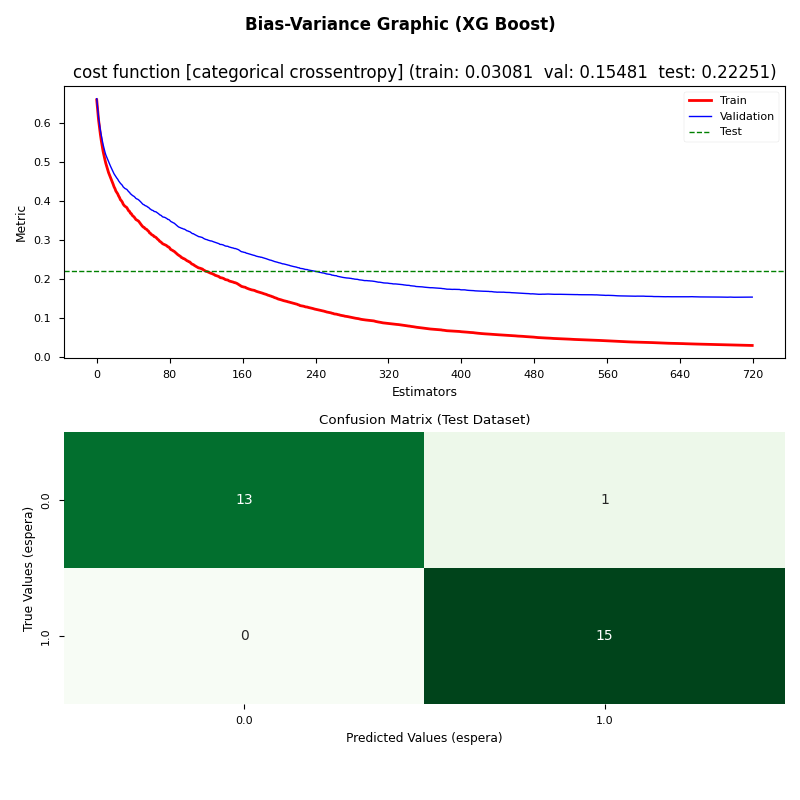 Bias-Variance Graphic (XG Boost)
cost function [categorical crossentropy] (train: 0.03081  val: 0.15481  test: 0.22251)
Train
Validation
Test
0.6
0.5
0.4
0.3
0.2
0.1
0.0
Metric
0 80 160 240 320 400 480 560 640 720
Estimators
Confusion Matrix (Test Dataset)
True Values (espera)
0.0
13 1
1.0
0 15
0.0 1.0
Predicted Values (espera)